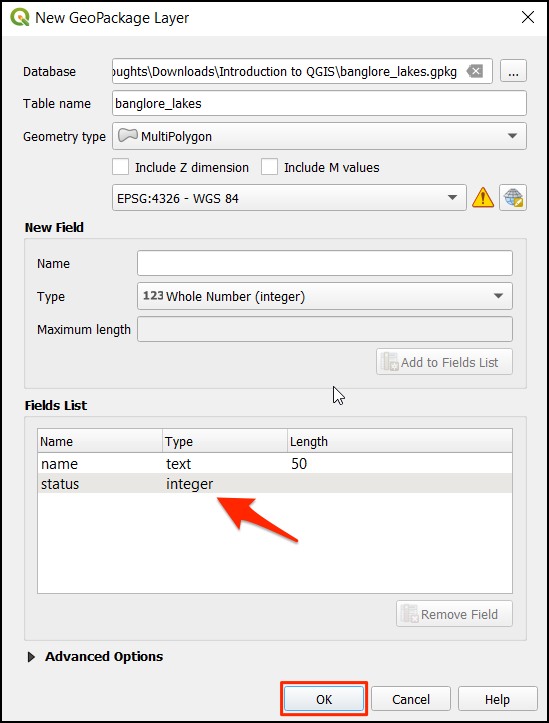 New GeoPackage Layer
Database oughts\Downloads\Introduction to QGIS\banglore_lakes.gpkg ...
Table name banglore_lakes
Geometry type MultiPolygon
Include Z dimension Include M values
EPSG:4326 - WGS 84
New Field
Name
Type 123 Whole Number (integer)
Maximum length
Add to Fields List
Fields List
Name Type Length
name text 50
status integer
Remove Field
Advanced Options
OK Cancel Help